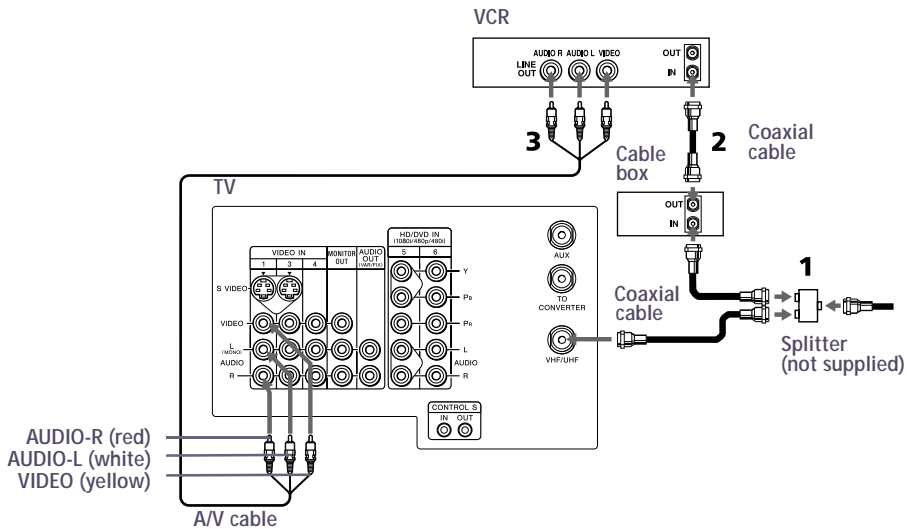 VCR
AUDIO R AUDIO L VIDEO
LINE OUT
OUT
IN
3
2
Coaxial cable
Cable box
OUT
IN
TV
VIDEO IN
1 3 4
MONITOR OUT
AUDIO OUT
(VAR/FIX)
HD/DVD IN
(1080i/480p/480i)
5 6
S VIDEO
VIDEO
L
(MONO)
AUDIO
R
Y
PB
PR
L
AUDIO
R
AUX
TO CONVERTER
VHF/UHF
Coaxial cable
1
Splitter
(not supplied)
CONTROL S
IN OUT
AUDIO-R (red)
AUDIO-L (white)
VIDEO (yellow)
A/V cable